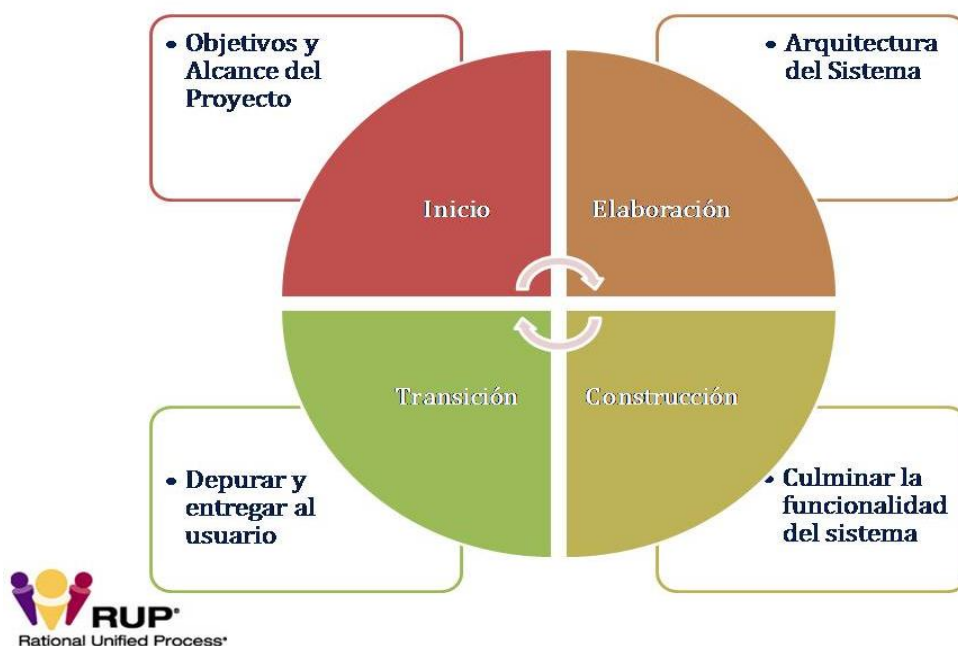 • Objetivos y
Alcance del
Proyecto
• Arquitectura
del Sistema
Inicio
Elaboración
Transición
Construcción
• Depurar y
entregar al
usuario
• Culminar la
funcionalidad
del sistema
RUP®
Rational Unified Process®